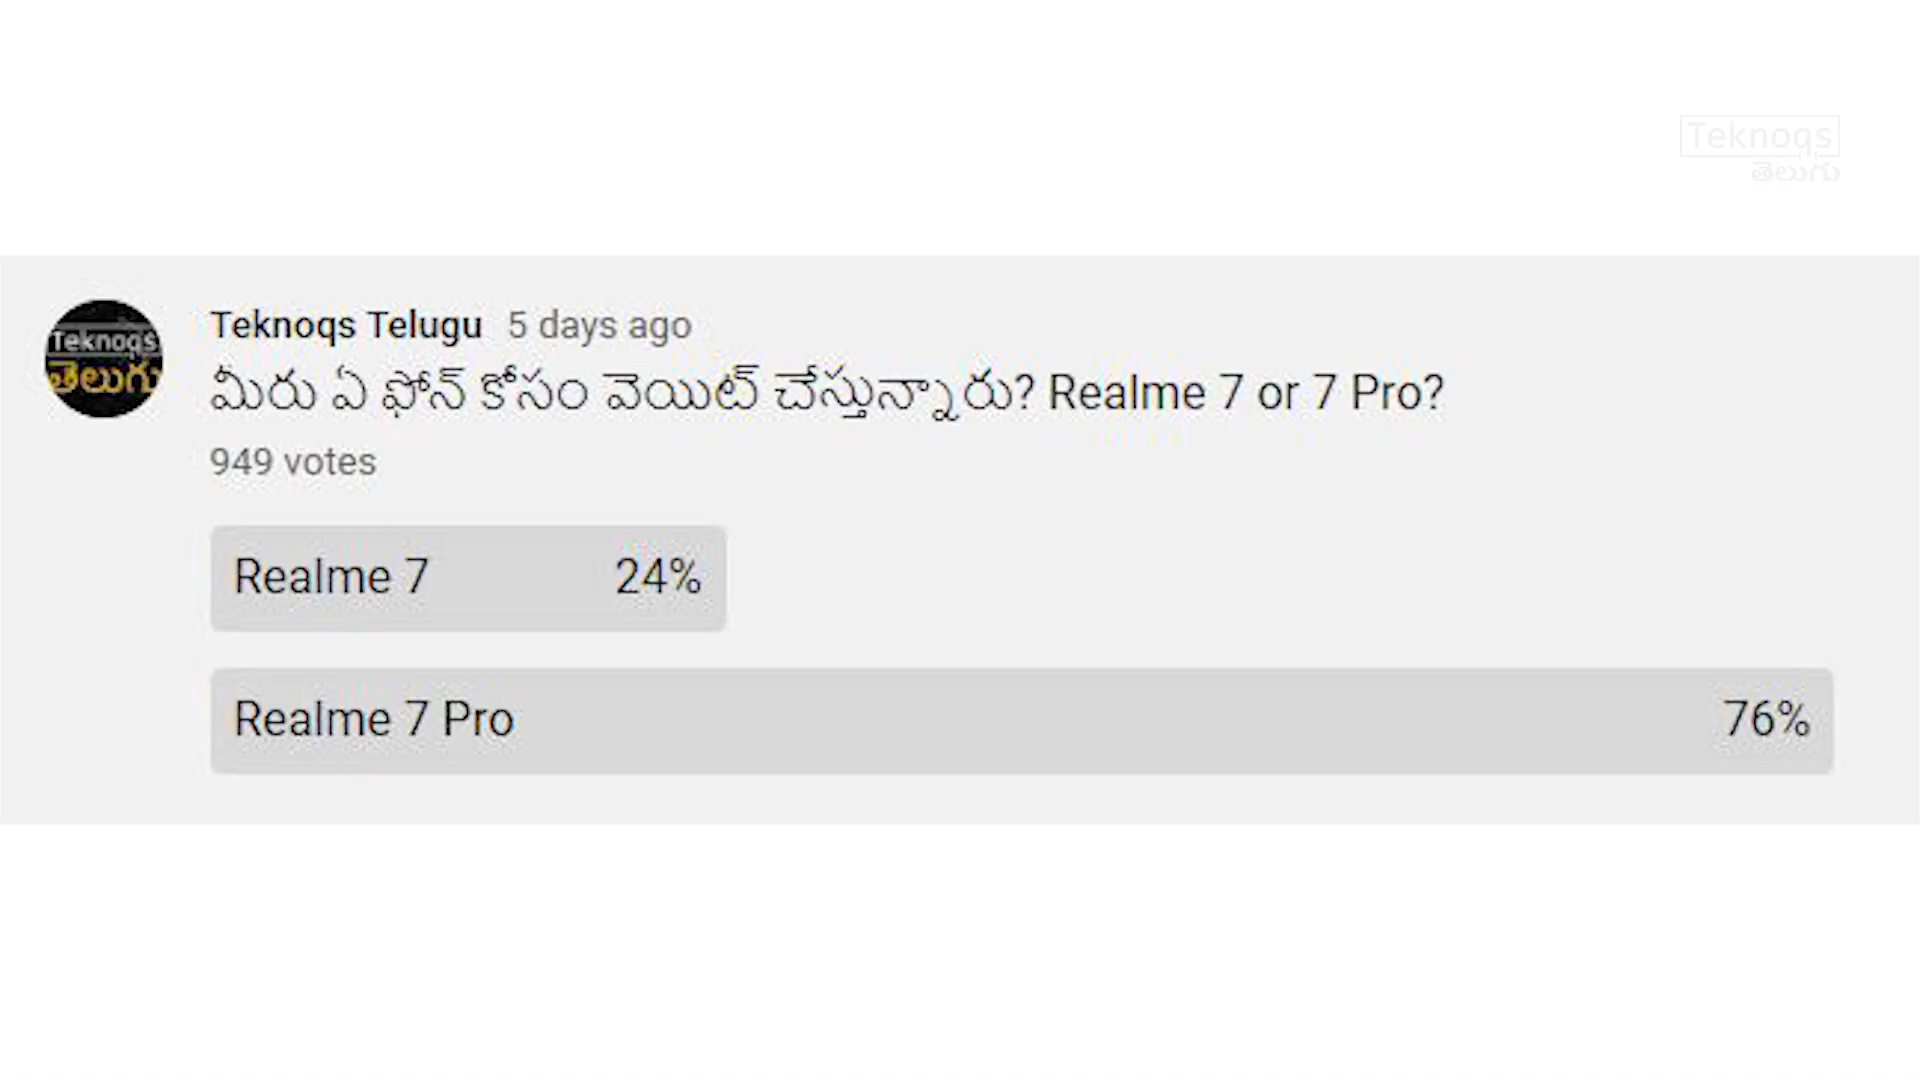 Teknoqs
తెలుగు
Teknoqs
తెలుగు
Teknoqs Telugu 5 days ago
మీరు ఏ ఫోన్ కోసం వెయిట్ చేస్తున్నారు? Realme 7 or 7 Pro?
949 votes
Realme 7 24%
Realme 7 Pro 76%